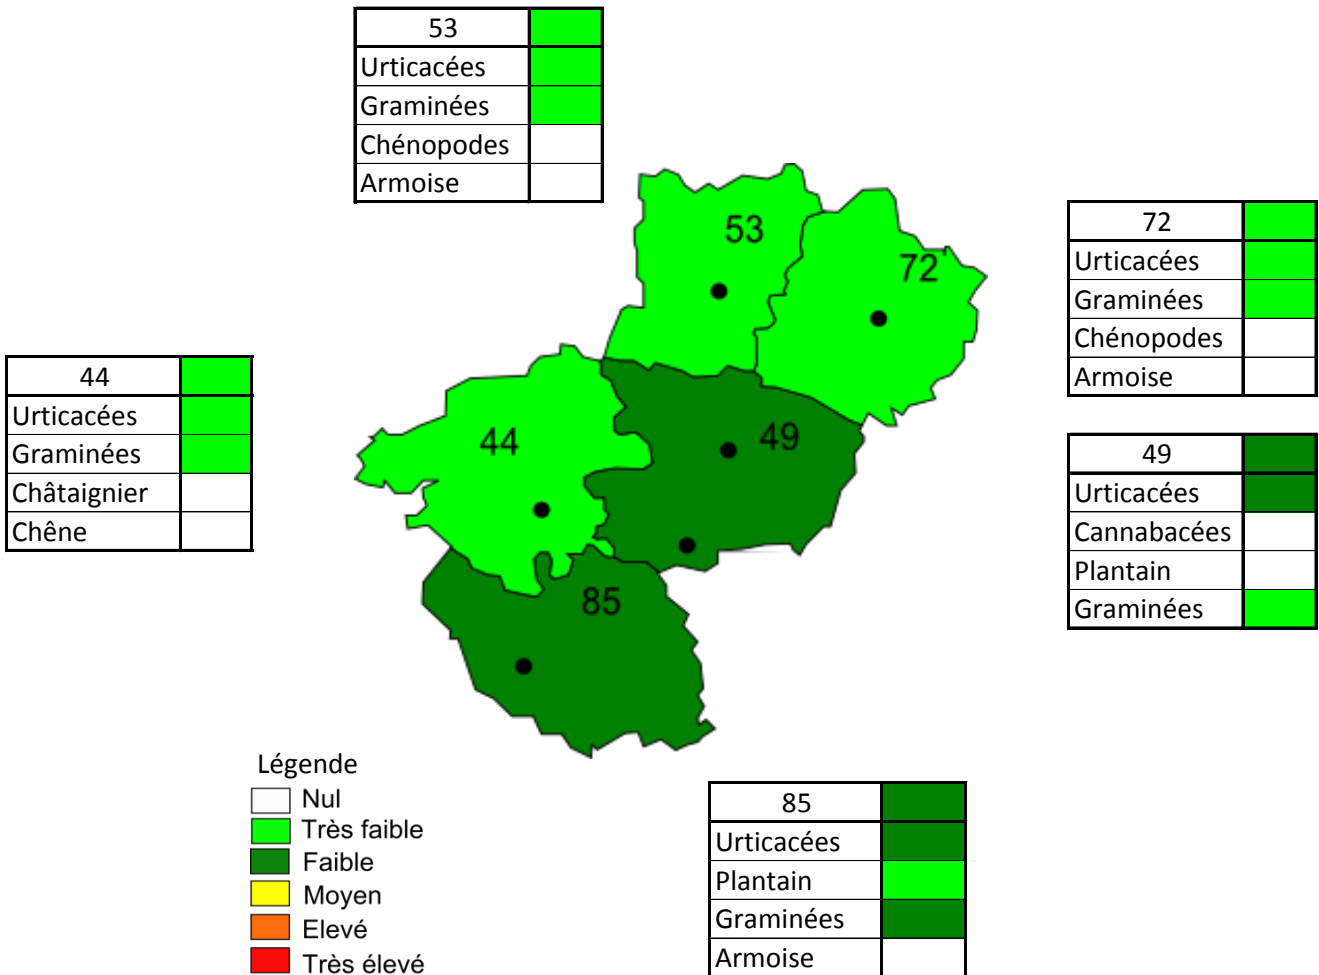 53
Urticacées
Graminées
Chénopodes
Armoise
53
72
72
Urticacées
Graminées
Chénopodes
Armoise
44
Urticacées
Graminées
Châtaignier
Chêne
44
49
49
Urticacées
Cannabacées
Plantain
Graminées
85
Légende
Nul
Très faible
Faible
Moyen
Elevé
Très élevé
85
Urticacées
Plantain
Graminées
Armoise